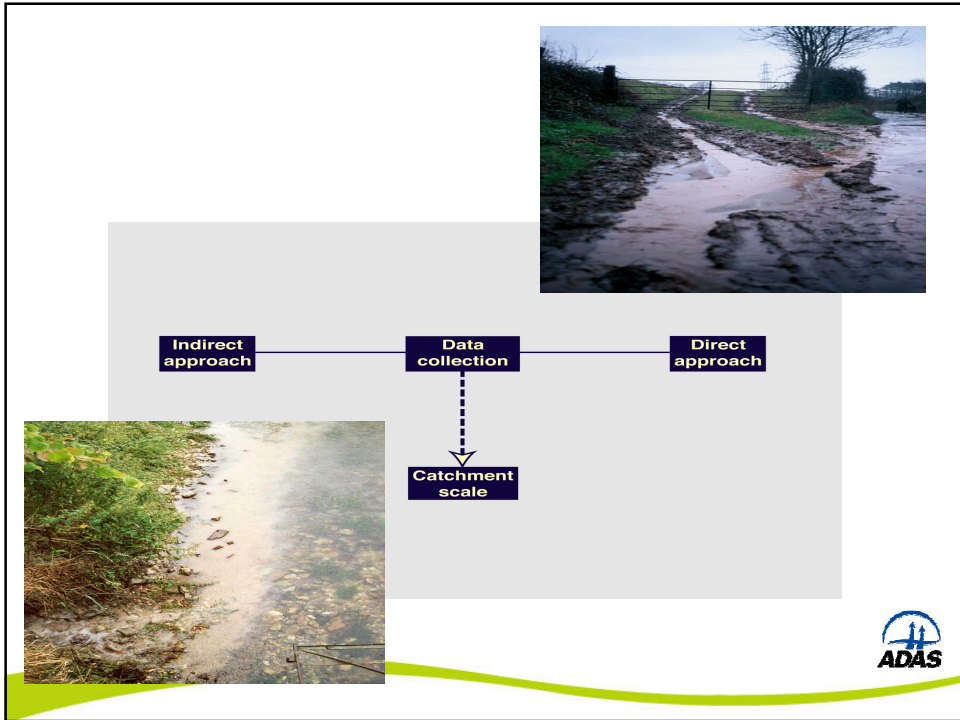 Indirect
approach
Data
collection
Direct
approach
Catchment
scale
ADAS